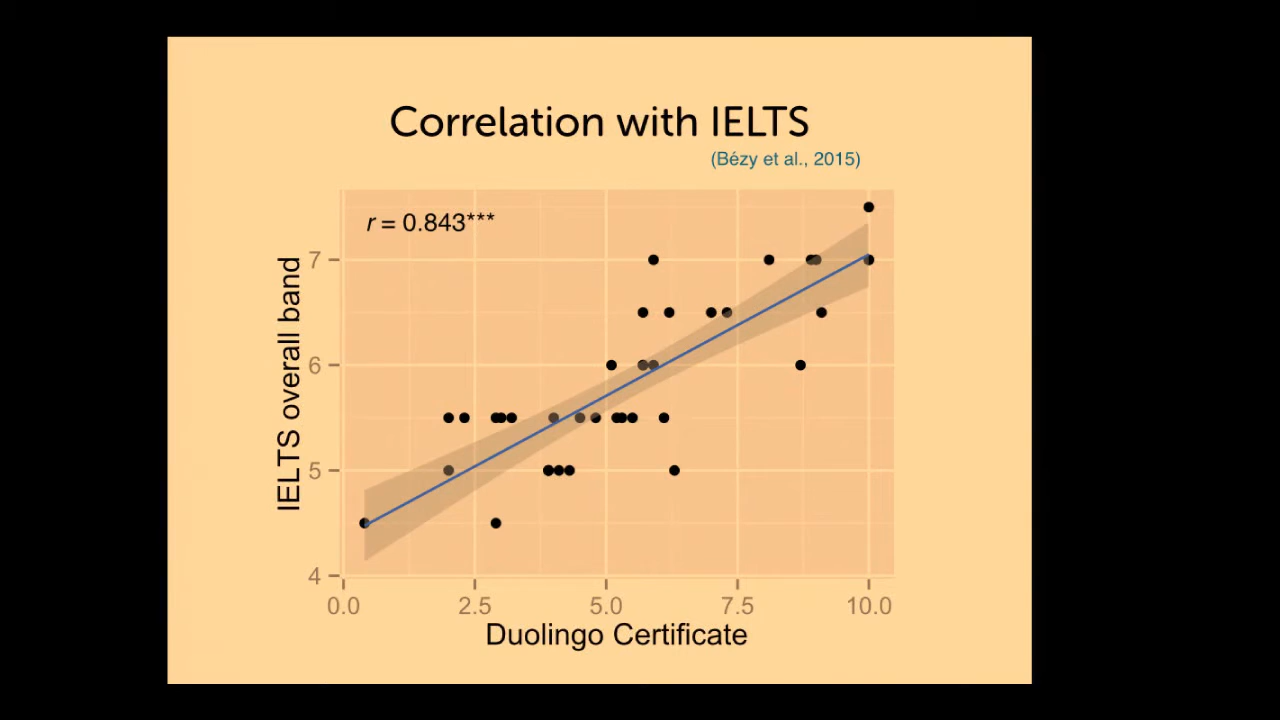 Correlation with IELTS
(Bézy et al., 2015)
r = 0.843***
IELTS overall band
7
6
5
4
0.0 2.5 5.0 7.5 10.0
Duolingo Certificate